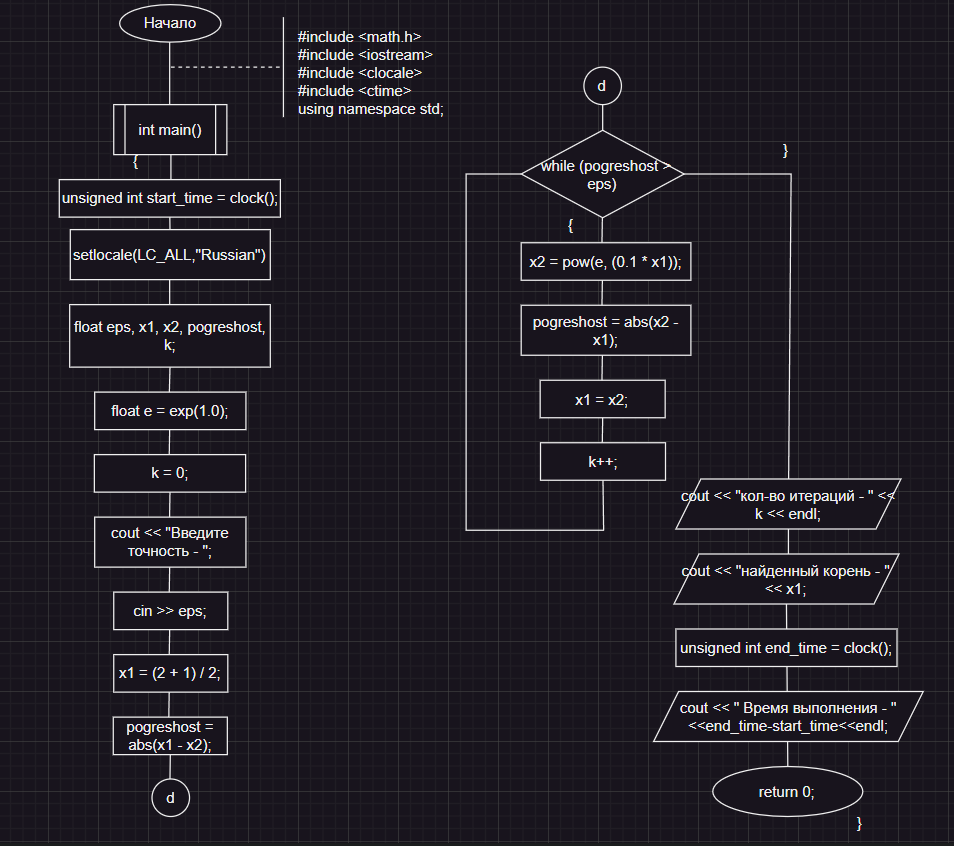 Начало
#include <math.h>
#include <iostream>
#include <clocale>
#include <ctime>
using namespace std;
int main()
{
unsigned int start_time = clock();
setlocale(LC_ALL,"Russian")
float eps, x1, x2, pogreshost,
k;
float e = exp(1.0);
k = 0;
cout << "Введите
точность - ";
cin >> eps;
x1 = (2 + 1) / 2;
pogreshost =
abs(x1 - x2);
d
d
while (pogreshost >
eps)
{
x2 = pow(e, (0.1 * x1));
pogreshost = abs(x2 -
x1);
x1 = x2;
k++;
}
cout << "кол-во итераций - " <<
k << endl;
cout << "найденный корень - "
<< x1;
unsigned int end_time = clock();
cout << " Время выполнения - "
<<end_time-start_time<<endl;
return 0;
}